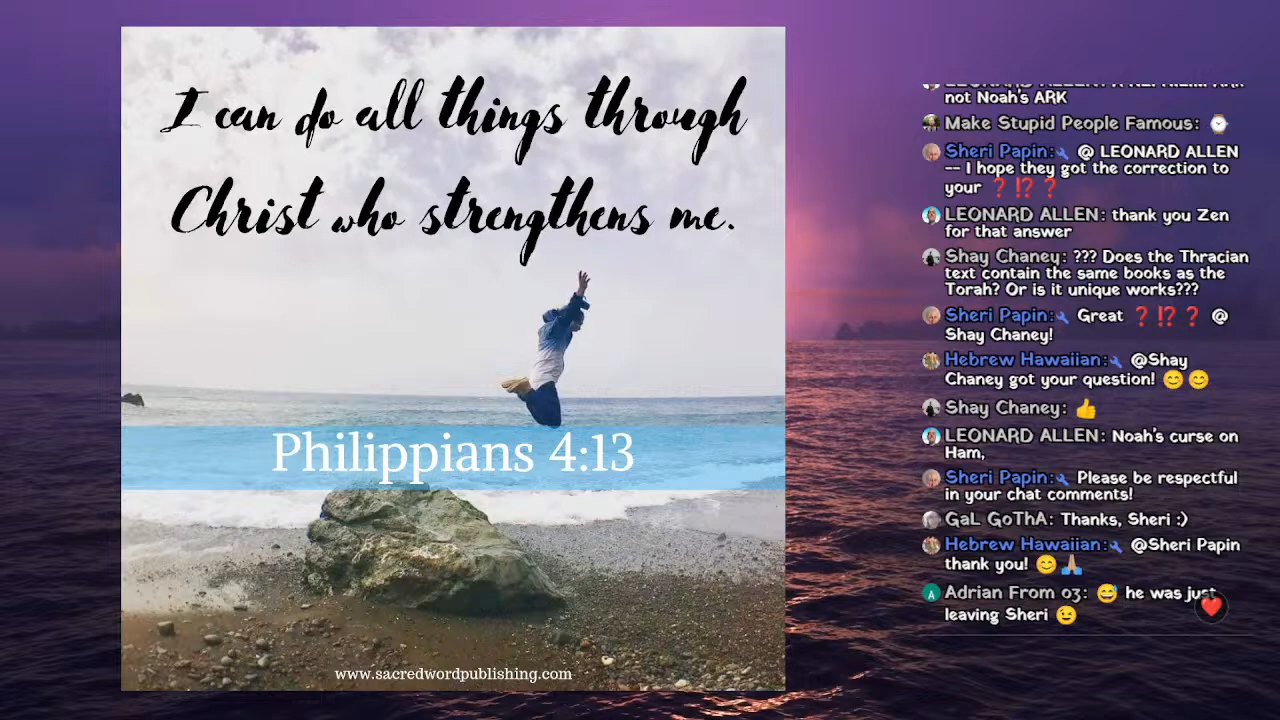 I can do all things through
Christ who strengthens me.
Philippians 4:13
www.sacredwordpublishing.com
not Noah's ARK
Make Stupid People Famous: ⌚
Sheri Papin:🔧 @ LEONARD ALLEN
-- I hope they got the correction to
your ❓⁉️❓
LEONARD ALLEN: thank you Zen
for that answer
Shay Chaney: ??? Does the Thracian
text contain the same books as the
Torah? Or is it unique works???
Sheri Papin:🔧 Great ❓⁉️❓ @
Shay Chaney!
Hebrew Hawaiian:🔧 @Shay
Chaney got your question! 😊😊
Shay Chaney: 👍
LEONARD ALLEN: Noah's curse on
Ham,
Sheri Papin:🔧 Please be respectful
in your chat comments!
GaL GoThA: Thanks, Sheri :)
Hebrew Hawaiian:🔧 @Sheri Papin
thank you! 😊🙏🏼
A
Adrian From o3: 😅 he was just
leaving Sheri 😉